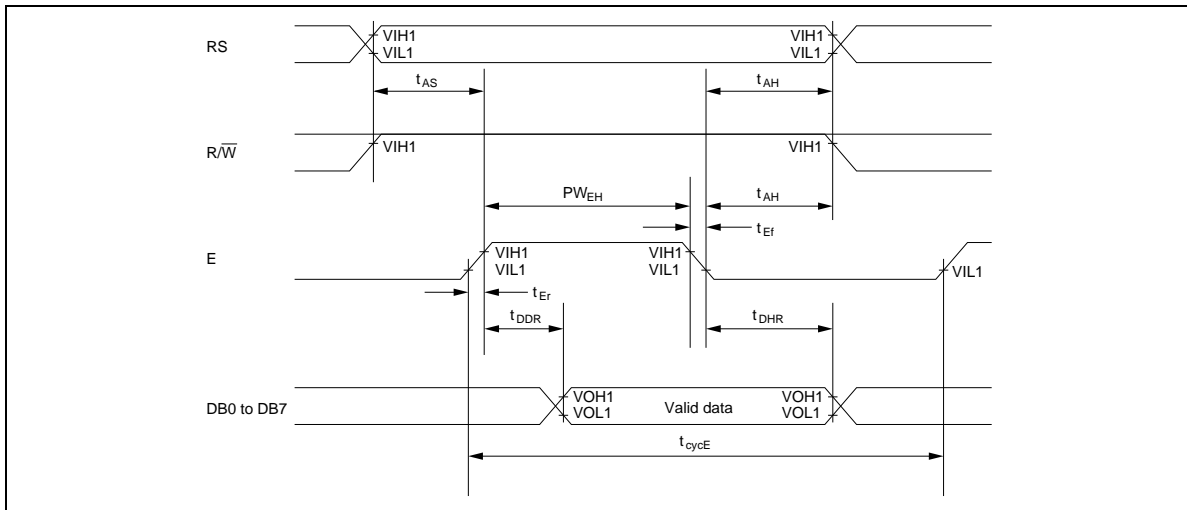 RS
VIH1
VIL1
VIH1
VIL1
tAS
tAH
R/W̅
VIH1
VIH1
PWEH
tAH
tEf
E
VIH1
VIL1
VIH1
VIL1
VIL1
tEr
tDDR
tDHR
DB0 to DB7
VOH1
VOL1
Valid data
VOH1
VOL1
tcycE